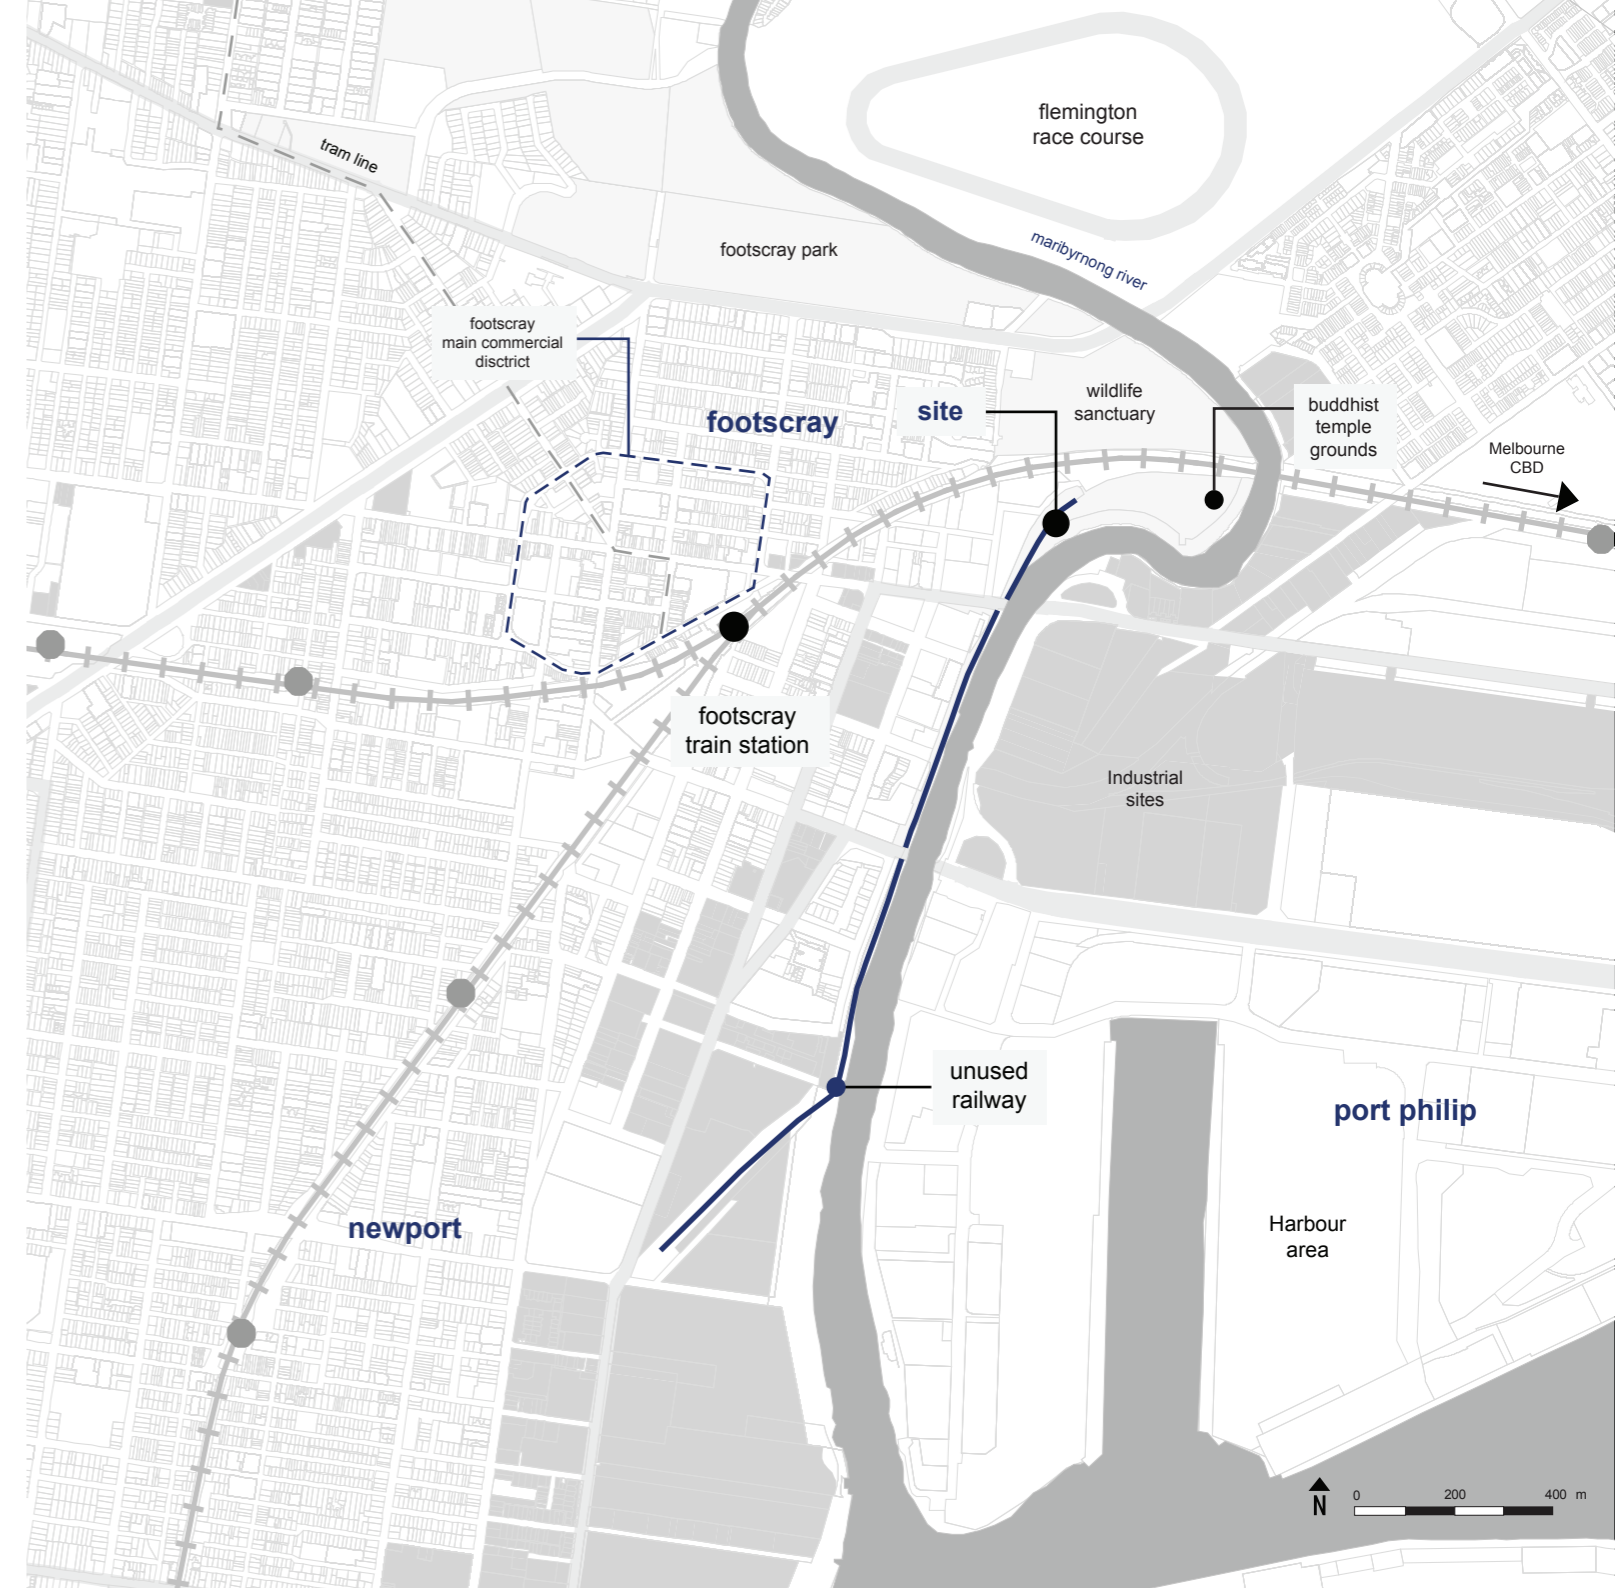 flemington
race course
tram line
footscray park
maribyrnong river
footscray
main commercial
disctrict
footscray
site
wildlife
sanctuary
buddhist
temple
grounds
Melbourne
CBD
footscray
train station
Industrial
sites
unused
railway
port philip
newport
Harbour
area
N
0 200 400 m